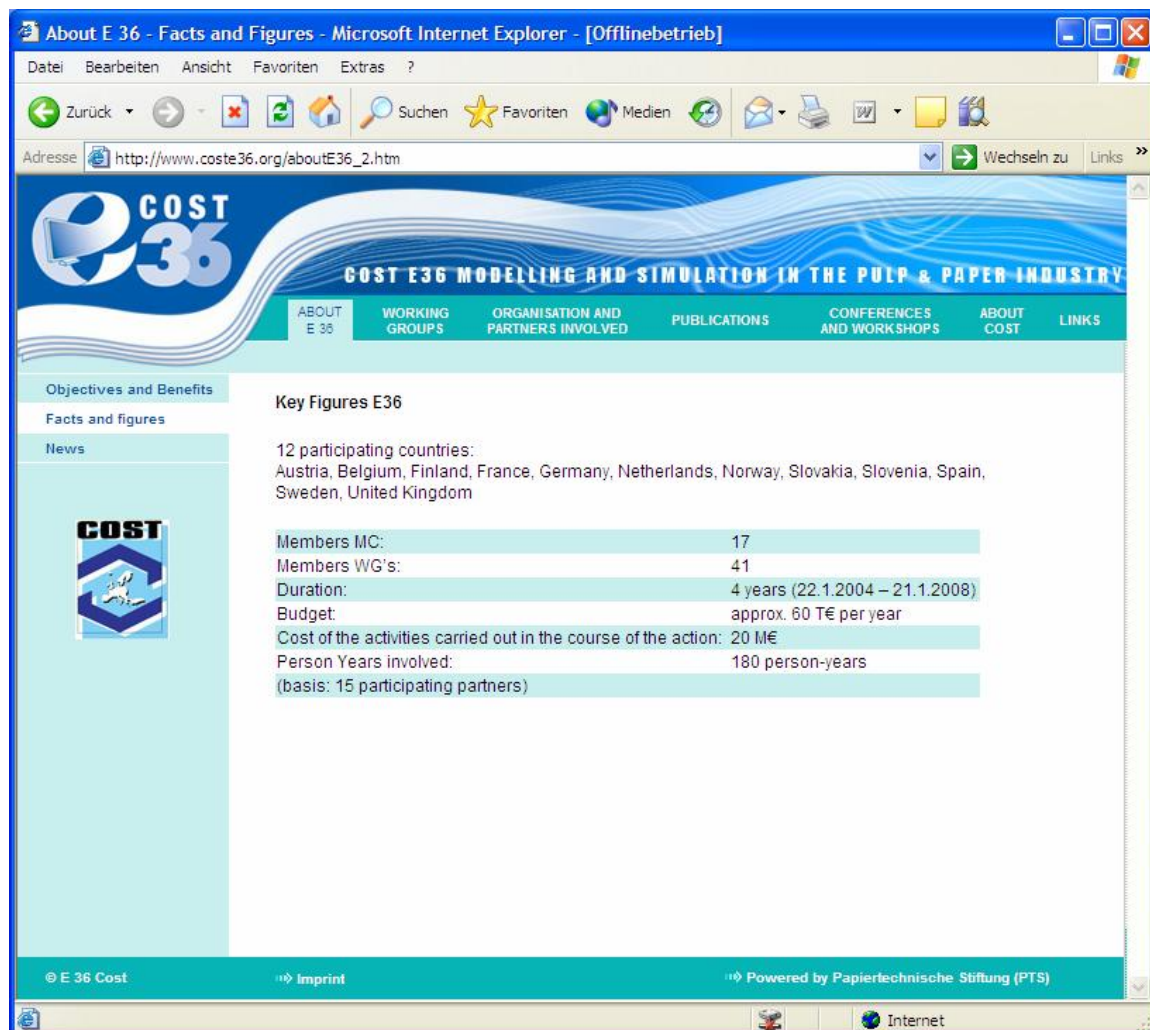 About E 36 - Facts and Figures - Microsoft Internet Explorer - [Offlinebetrieb]
Datei Bearbeiten Ansicht Favoriten Extras ?
Zurück Suchen Favoriten Medien
Adresse http://www.coste36.org/aboutE36_2.htm Wechseln zu Links »
COST
e 36
COST E36 MODELLING AND SIMULATION IN THE PULP & PAPER INDUSTRY
ABOUT E 36 WORKING GROUPS ORGANISATION AND PARTNERS INVOLVED PUBLICATIONS CONFERENCES AND WORKSHOPS ABOUT COST LINKS
Objectives and Benefits
Facts and figures
News
COST
Key Figures E36
12 participating countries:
Austria, Belgium, Finland, France, Germany, Netherlands, Norway, Slovakia, Slovenia, Spain,
Sweden, United Kingdom
Members MC: 17
Members WG's: 41
Duration: 4 years (22.1.2004 – 21.1.2008)
Budget: approx. 60 T€ per year
Cost of the activities carried out in the course of the action: 20 M€
Person Years involved: 180 person-years
(basis: 15 participating partners)
© E 36 Cost Imprint Powered by Papiertechnische Stiftung (PTS)
Internet